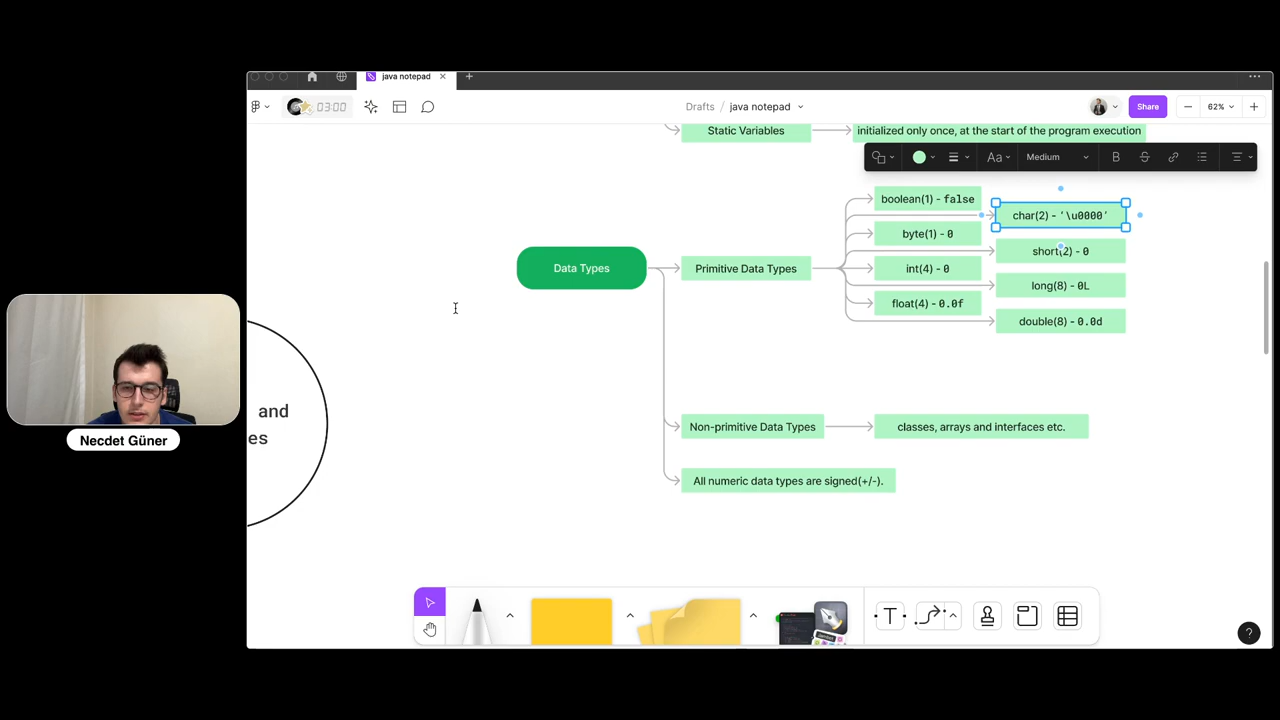 java notepad
03:00
Drafts / java notepad
Share
62%
Static Variables
initialized only once, at the start of the program execution
Aa
Medium
B
S
boolean(1) - false
char(2) - '\u0000'
byte(1) - 0
short(2) - 0
Data Types
Primitive Data Types
int(4) - 0
long(8) - 0L
float(4) - 0.0f
double(8) - 0.0d
and
es
Non-primitive Data Types
classes, arrays and interfaces etc.
All numeric data types are signed(+/-).
Necdet Güner
T
?